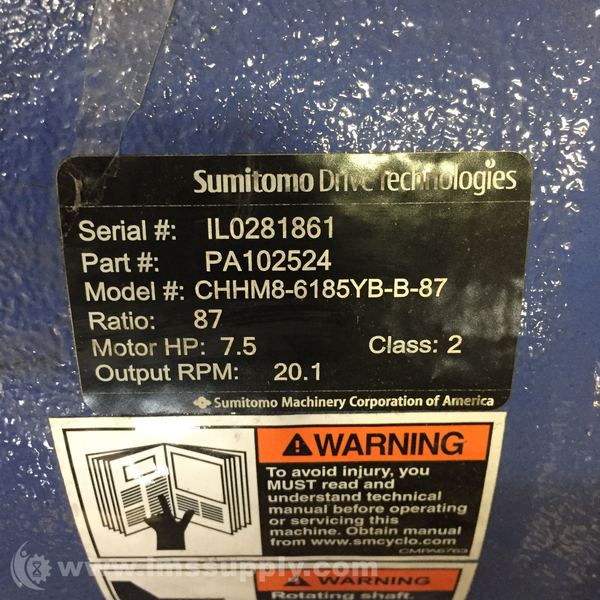 Sumitomo Drive Technologies
Serial #: IL0281861
Part #: PA102524
Model #: CHHM8-6185YB-B-87
Ratio: 87
Motor HP: 7.5 Class: 2
Output RPM: 20.1
Sumitomo Machinery Corporation of America
WARNING
To avoid injury, you
MUST read and
understand technical
manual before operating
or servicing this
machine. Obtain manual
from www.smcyclo.com
CMPA6763
WARNING
Rotating shaft.
www.imssupply.com